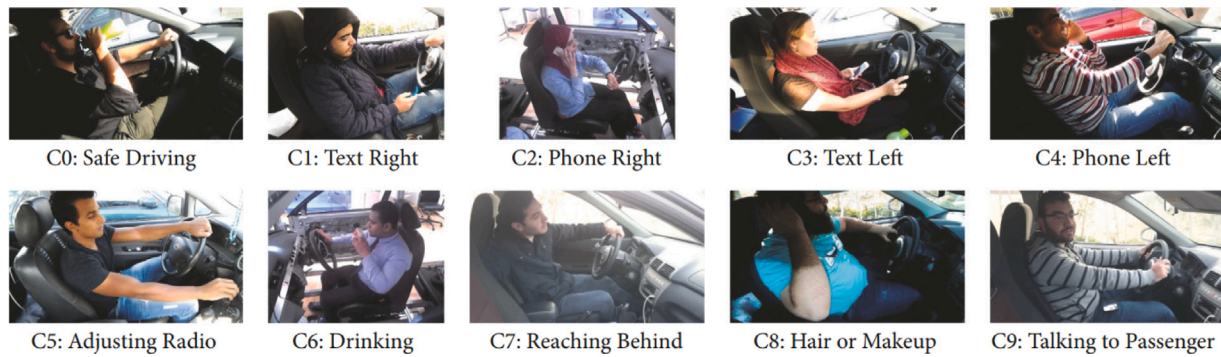 C0: Safe Driving
C1: Text Right
C2: Phone Right
C3: Text Left
C4: Phone Left
C5: Adjusting Radio
C6: Drinking
C7: Reaching Behind
C8: Hair or Makeup
C9: Talking to Passenger